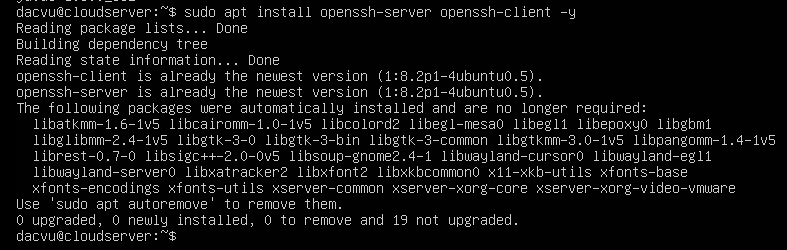 dacvu@cloudserver:~$ sudo apt install openssh-server openssh-client -y
Reading package lists... Done
Building dependency tree
Reading state information... Done
openssh-client is already the newest version (1:8.2p1-4ubuntu0.5).
openssh-server is already the newest version (1:8.2p1-4ubuntu0.5).
The following packages were automatically installed and are no longer required:
  libatkmm-1.6-1v5 libcairomm-1.0-1v5 libcolord2 libegl-mesa0 libegl1 libepoxy0 libgbm1
  libglibmm-2.4-1v5 libgtk-3-0 libgtk-3-bin libgtk-3-common libgtkmm-3.0-1v5 libpangomm-1.4-1v5
  librest-0.7-0 libsigc++-2.0-0v5 libsoup-gnome2.4-1 libwayland-cursor0 libwayland-egl1
  libwayland-server0 libxatracker2 libxfont2 libxkbcommon0 x11-xkb-utils xfonts-base
  xfonts-encodings xfonts-utils xserver-common xserver-xorg-core xserver-xorg-video-vmware
Use 'sudo apt autoremove' to remove them.
0 upgraded, 0 newly installed, 0 to remove and 19 not upgraded.
dacvu@cloudserver:~$